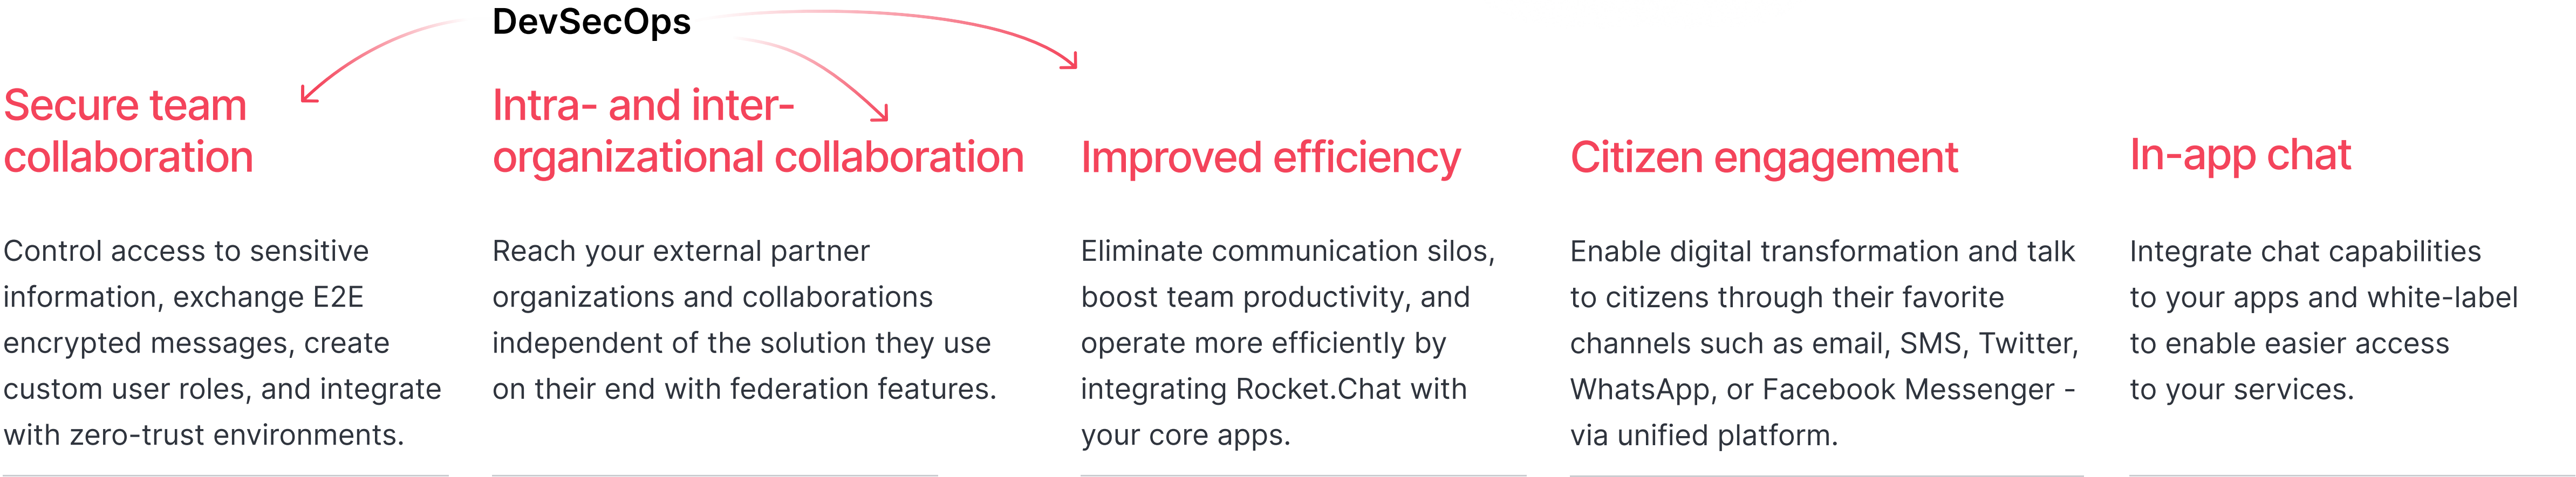 DevSecOps
Secure team
collaboration
Control access to sensitive
information, exchange E2E
encrypted messages, create
custom user roles, and integrate
with zero-trust environments.
Intra- and inter-
organizational collaboration
Reach your external partner
organizations and collaborations
independent of the solution they use
on their end with federation features.
Improved efficiency
Eliminate communication silos,
boost team productivity, and
operate more efficiently by
integrating Rocket.Chat with
your core apps.
Citizen engagement
Enable digital transformation and talk
to citizens through their favorite
channels such as email, SMS, Twitter,
WhatsApp, or Facebook Messenger -
via unified platform.
In-app chat
Integrate chat capabilities
to your apps and white-label
to enable easier access
to your services.